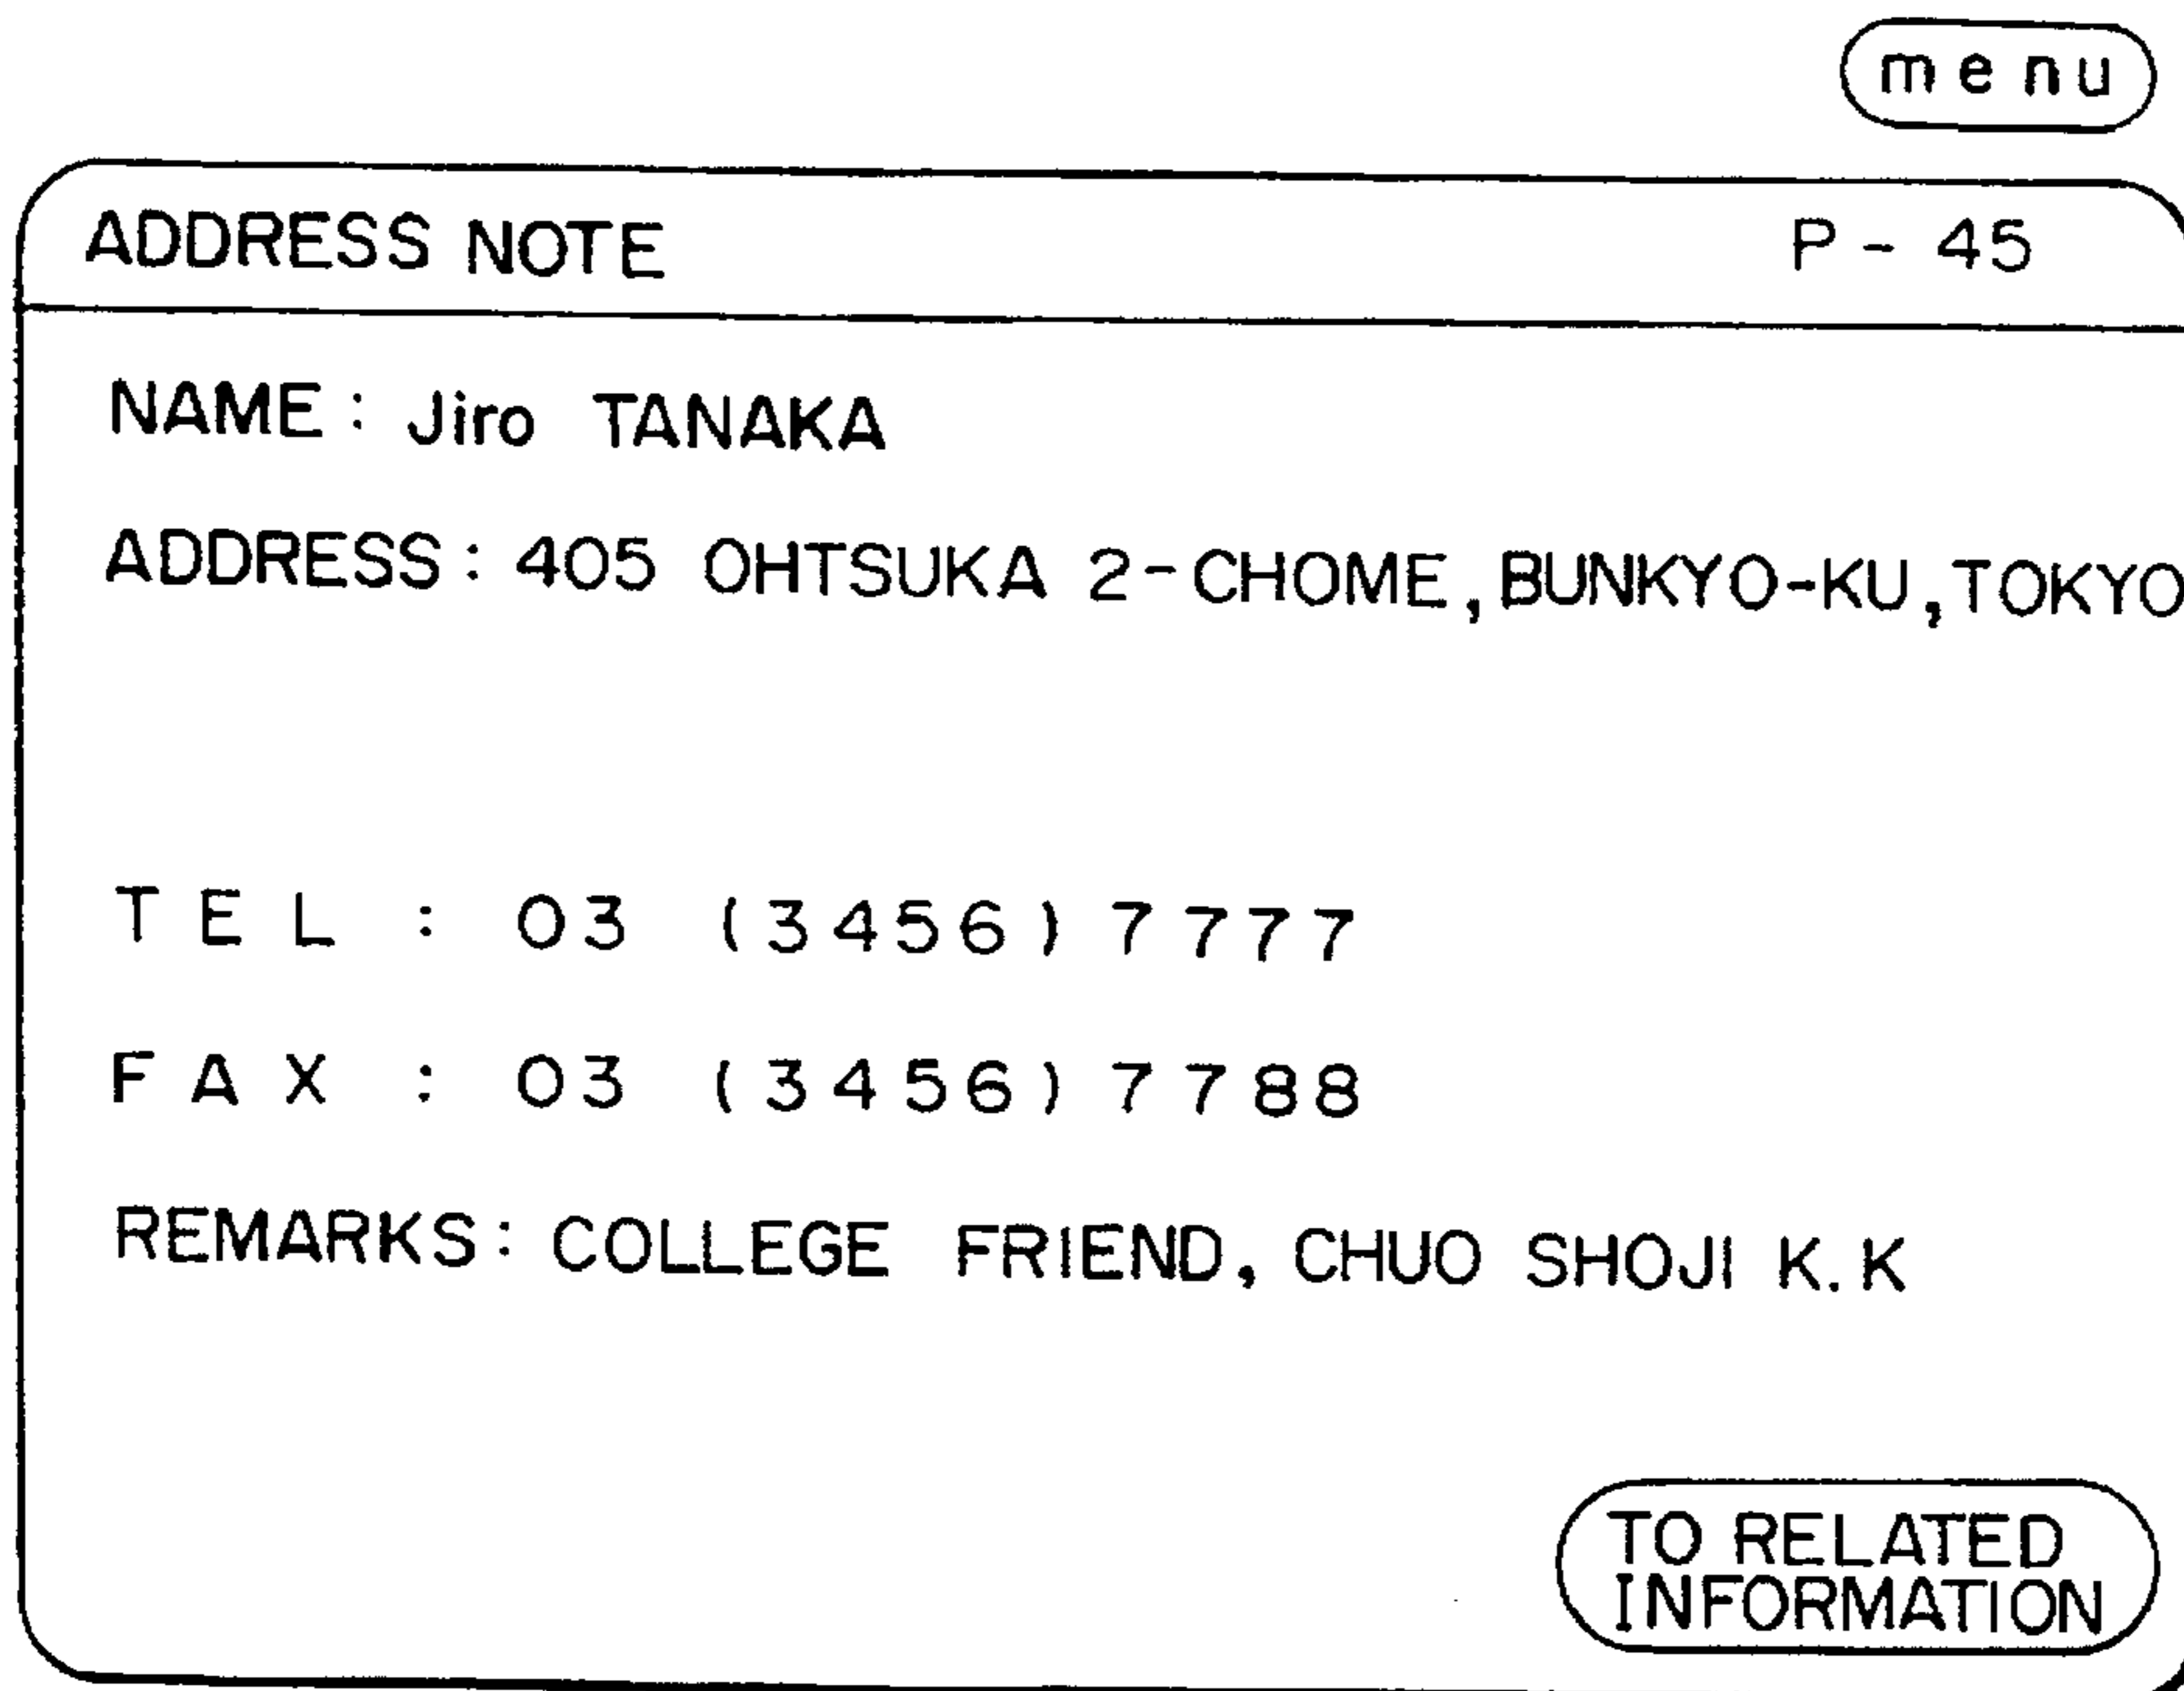 menu
ADDRESS NOTE P - 45
NAME: Jiro TANAKA
ADDRESS: 405 OHTSUKA 2-CHOME, BUNKYO-KU, TOKYO
TEL : 03 (3456) 7777
FAX : 03 (3456) 7788
REMARKS: COLLEGE FRIEND, CHUO SHOJI K.K
TO RELATED
INFORMATION